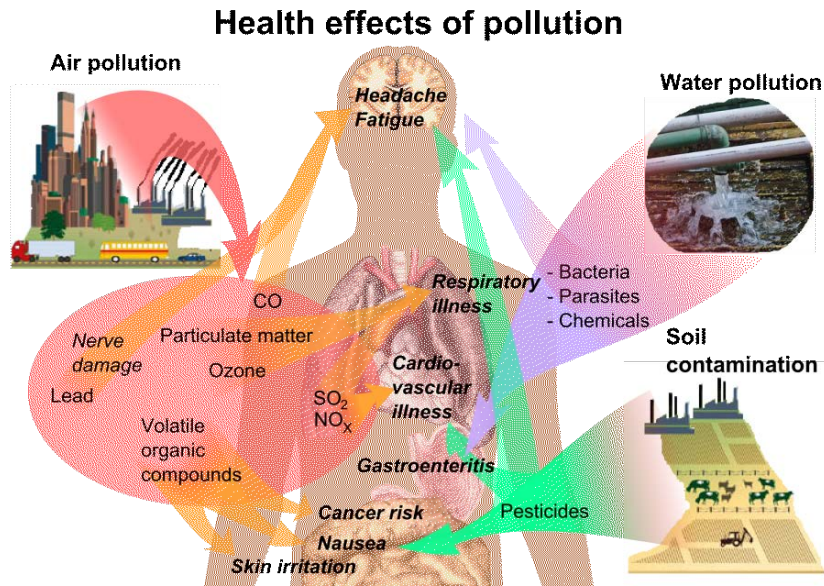 Health effects of pollution
Air pollution
Water pollution
Headache
Fatigue
- Bacteria
- Parasites
- Chemicals
CO
Respiratory
illness
Particulate matter
Nerve
damage
Ozone
Lead
Cardio-
vascular
illness
SO₂
NOₓ
Soil
contamination
Volatile
organic
compounds
Gastroenteritis
Pesticides
Cancer risk
Nausea
Skin irritation